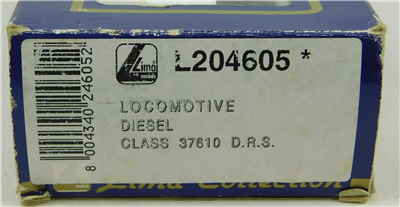 Lima
models
L204605 *
LOCOMOTIVE
DIESEL
CLASS 37610 D.R.S.
8 004340 246052
Lima Collection